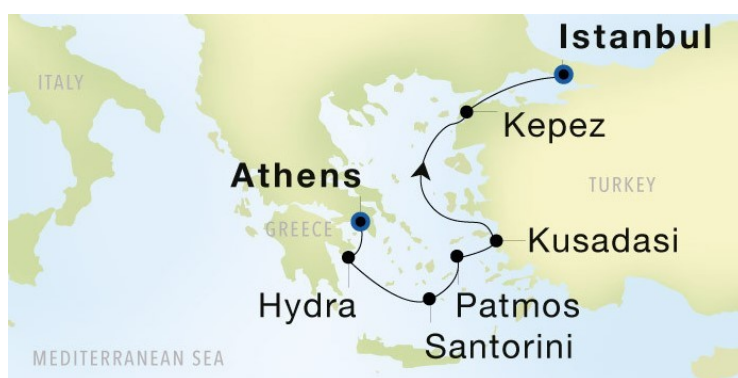 Istanbul
ITALY
Kepez
Athens
TURKEY
GREECE
Kusadasi
Hydra
Patmos
Santorini
MEDITERRANEAN SEA